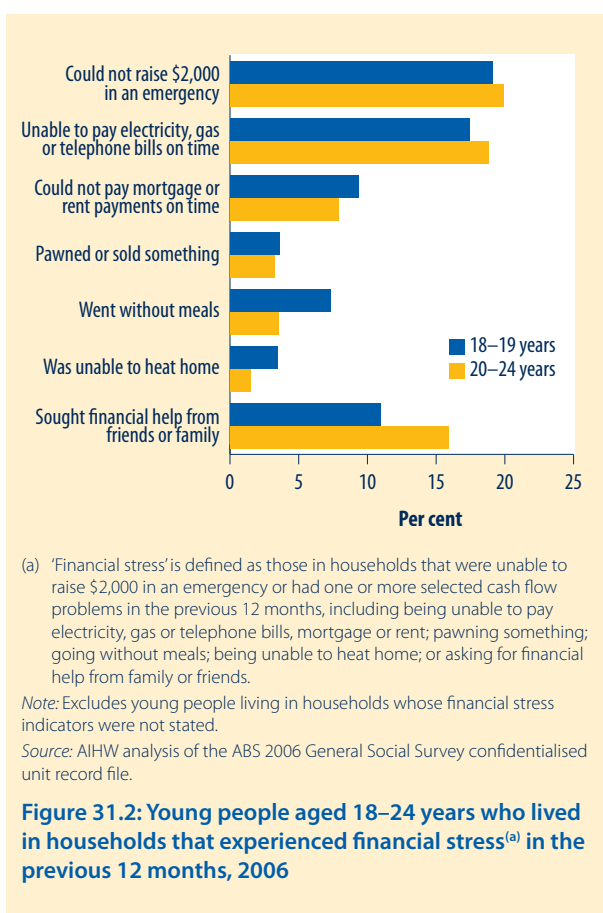 Could not raise $2,000
in an emergency
Unable to pay electricity, gas
or telephone bills on time
Could not pay mortgage or
rent payments on time
Pawned or sold something
Went without meals
Was unable to heat home
Sought financial help from
friends or family
18–19 years
20–24 years
0 5 10 15 20 25
Per cent
(a) ‘Financial stress’ is defined as those in households that were unable to
raise $2,000 in an emergency or had one or more selected cash flow
problems in the previous 12 months, including being unable to pay
electricity, gas or telephone bills, mortgage or rent; pawning something;
going without meals; being unable to heat home; or asking for financial
help from family or friends.
Note: Excludes young people living in households whose financial stress
indicators were not stated.
Source: AIHW analysis of the ABS 2006 General Social Survey confidentialised
unit record file.
Figure 31.2: Young people aged 18–24 years who lived
in households that experienced financial stress(a) in the
previous 12 months, 2006